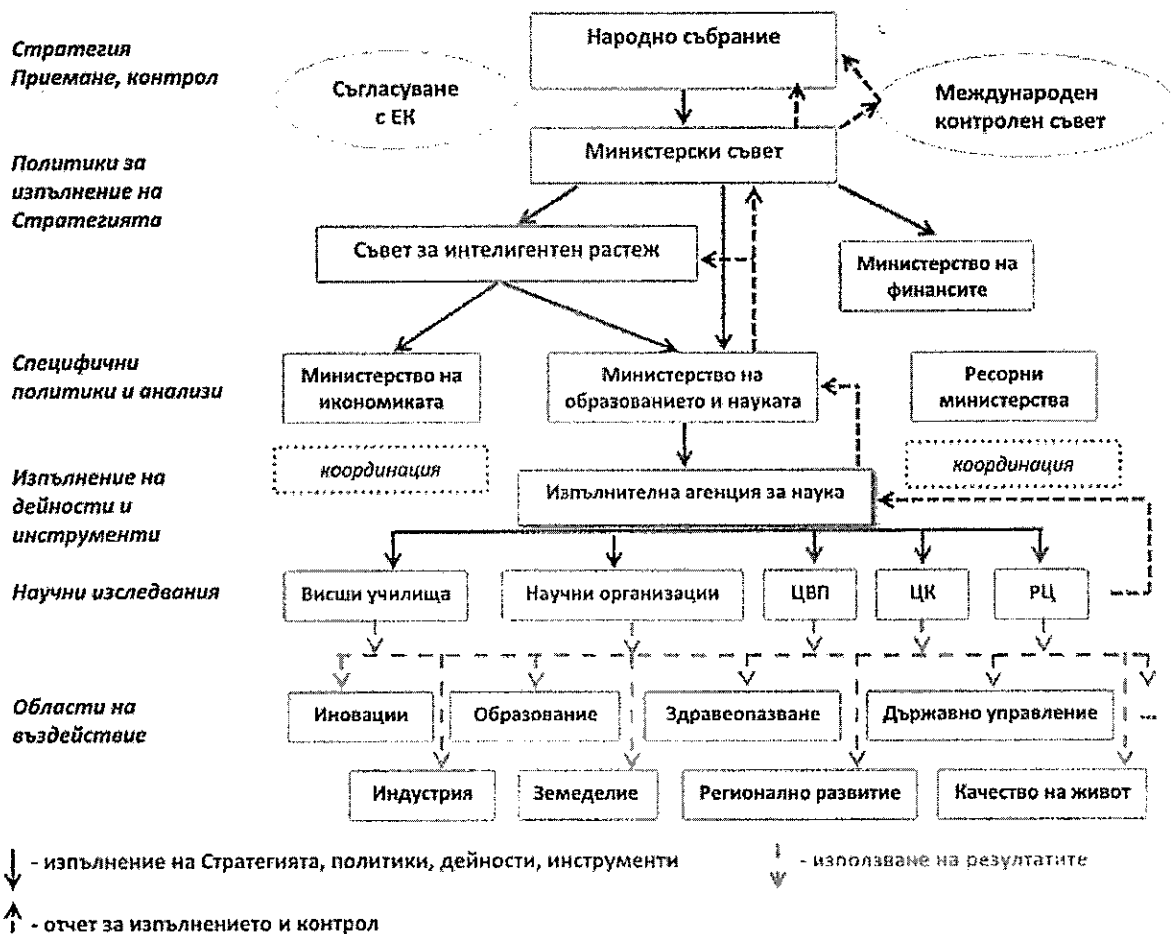 Стратегия
Приемане, контрол
Народно събрание
Съгласуване
с ЕК
Международен
контролен съвет
Политики за
изпълнение на
Стратегията
Министерски съвет
Съвет за интелигентен растеж
Министерство на
финансите
Специфични
политики и анализи
Министерство на
икономиката
Министерство на
образованието и науката
Ресорни
министерства
координация
координация
Изпълнение на
дейности и
инструменти
Изпълнителна агенция за наука
Научни изследвания
Висши училища
Научни организации
ЦВП
ЦК
РЦ
Области на
въздействие
Иновации
Образование
Здравеопазване
Държавно управление
...
Индустрия
Земеделие
Регионално развитие
Качество на живот
- изпълнение на Стратегията, политики, дейности, инструменти
- използване на резултатите
- отчет за изпълнението и контрол